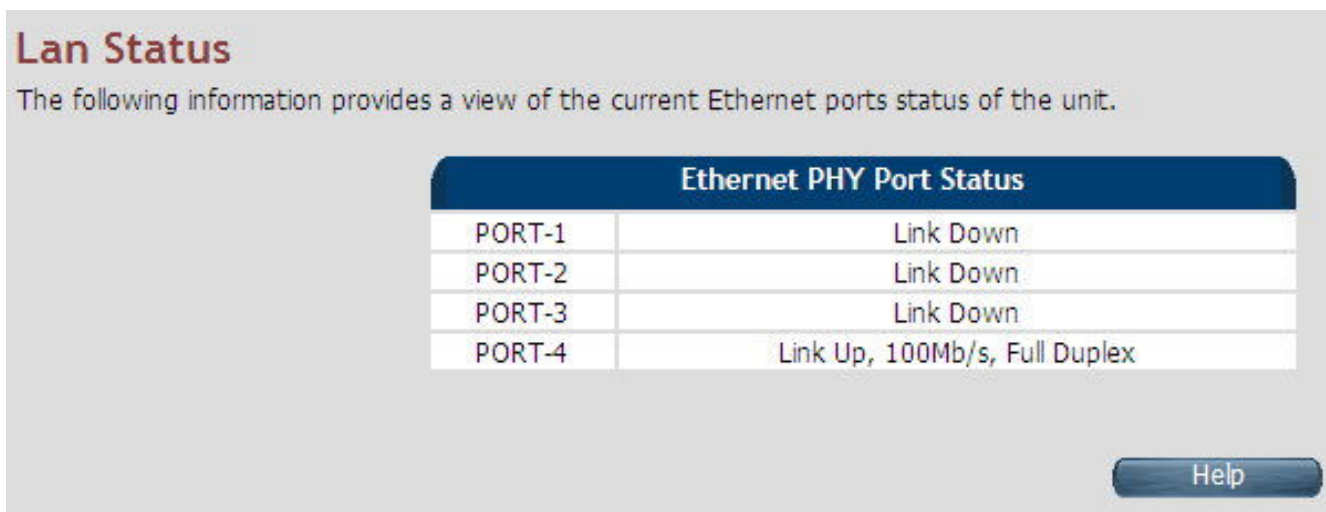 Lan Status
The following information provides a view of the current Ethernet ports status of the unit.
Ethernet PHY Port Status
PORT-1 Link Down
PORT-2 Link Down
PORT-3 Link Down
PORT-4 Link Up, 100Mb/s, Full Duplex
Help